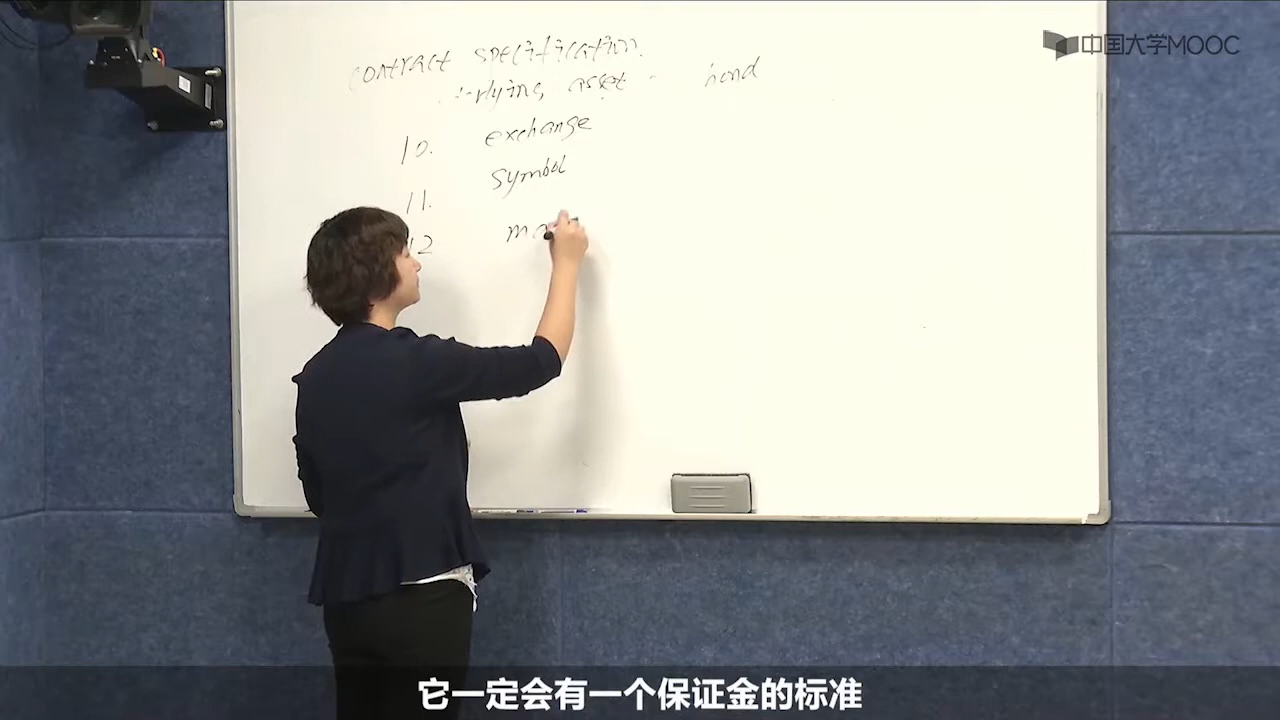 中国大学MOOC
contract specification.
asset
10. exchange
11. symbol
12 ma
它一定会有一个保证金的标准